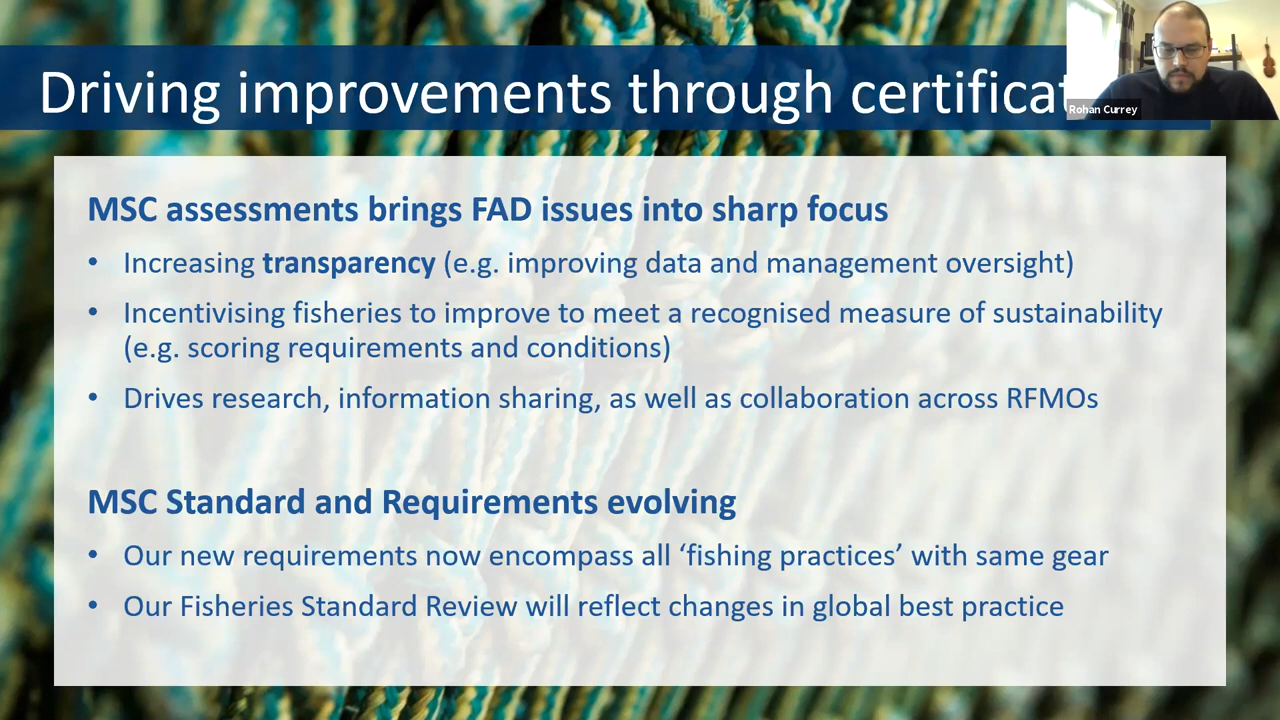 Driving improvements through
Rohan Currey
MSC assessments brings FAD issues into sharp focus
• Increasing transparency (e.g. improving data and management oversight)
• Incentivising fisheries to improve to meet a recognised measure of sustainability
(e.g. scoring requirements and conditions)
• Drives research, information sharing, as well as collaboration across RFMOs
MSC Standard and Requirements evolving
• Our new requirements now encompass all ‘fishing practices’ with same gear
• Our Fisheries Standard Review will reflect changes in global best practice